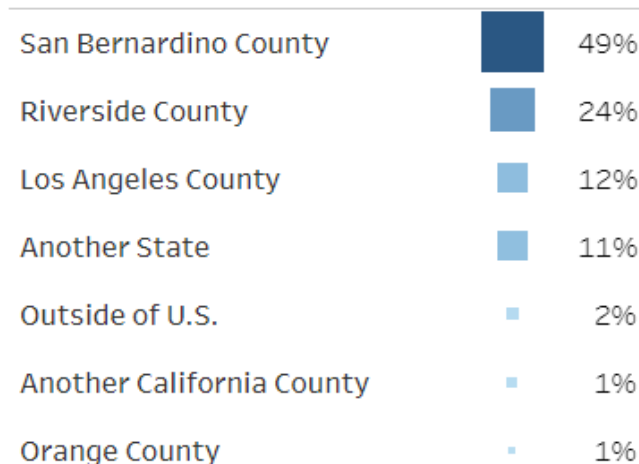 San Bernardino County 49%
Riverside County 24%
Los Angeles County 12%
Another State 11%
Outside of U.S. 2%
Another California County 1%
Orange County 1%